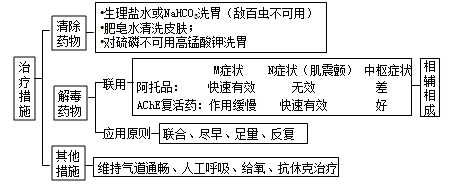 治疗措施
清除药物
•生理盐水或NaHCO₃洗胃(敌百虫不可用)
•肥皂水清洗皮肤;
•对硫磷不可用高锰酸钾洗胃
解毒药物
联用
M症状 N症状(肌震颤) 中枢症状
阿托品: 快速有效 无效 差
AChE复活药: 作用缓慢 快速有效 好
相辅相成
应用原则 联合、尽早、足量、反复
其他措施
维持气道通畅、人工呼吸、给氧、抗休克治疗